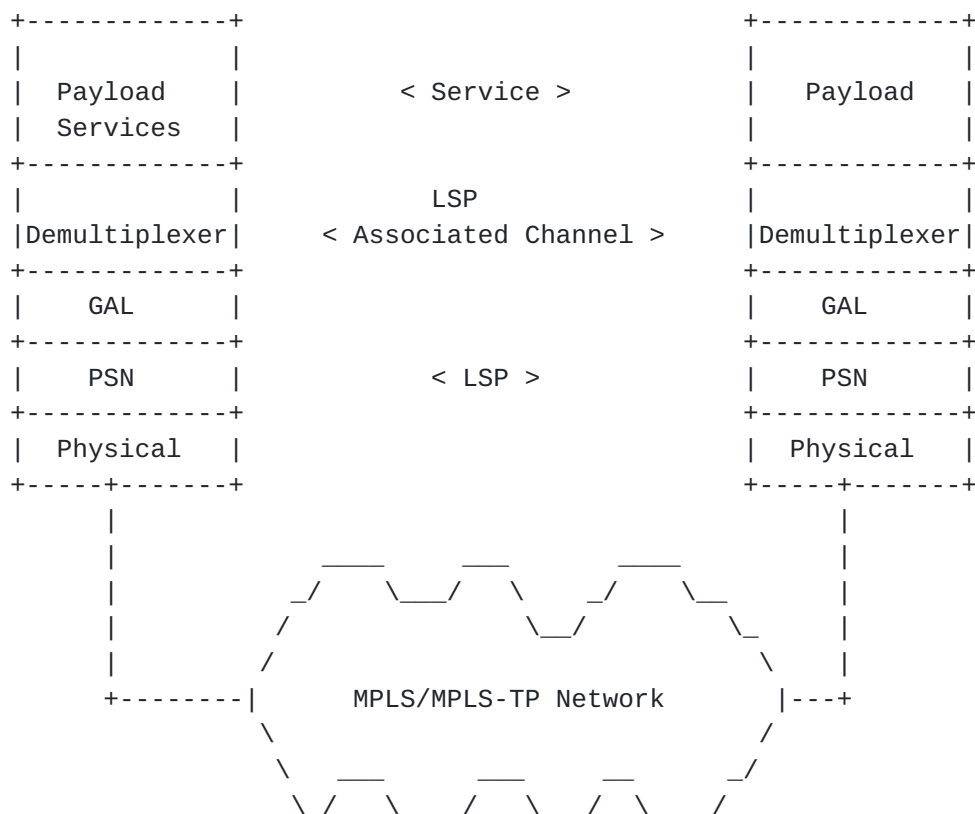 Payload < Service > Payload
Services
LSP
Demultiplexer < Associated Channel > Demultiplexer
GAL GAL
PSN < LSP > PSN
Physical Physical
MPLS/MPLS-TP Network